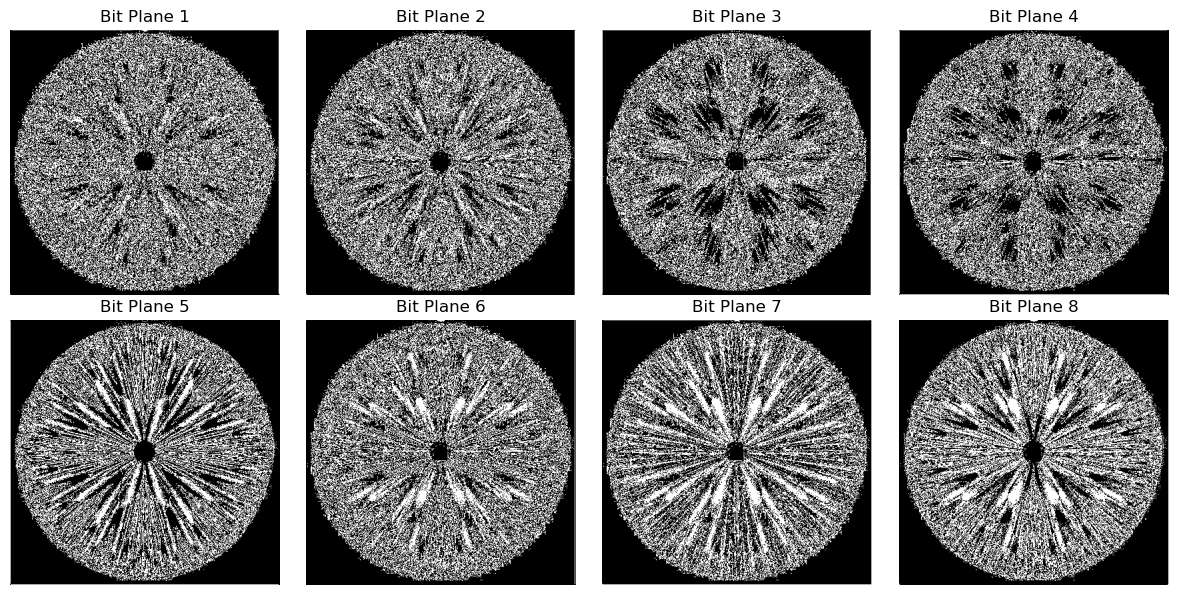 Bit Plane 1
Bit Plane 2
Bit Plane 3
Bit Plane 4
Bit Plane 5
Bit Plane 6
Bit Plane 7
Bit Plane 8